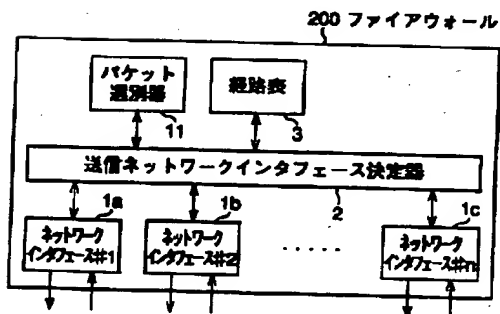 200 ファイアウォール
パケット
選別器
11
経路表
3
送信ネットワークインタフェース決定器
2
1a
ネットワーク
インタフェース#1
1b
ネットワーク
インタフェース#2
.....
1c
ネットワーク
インタフェース#n